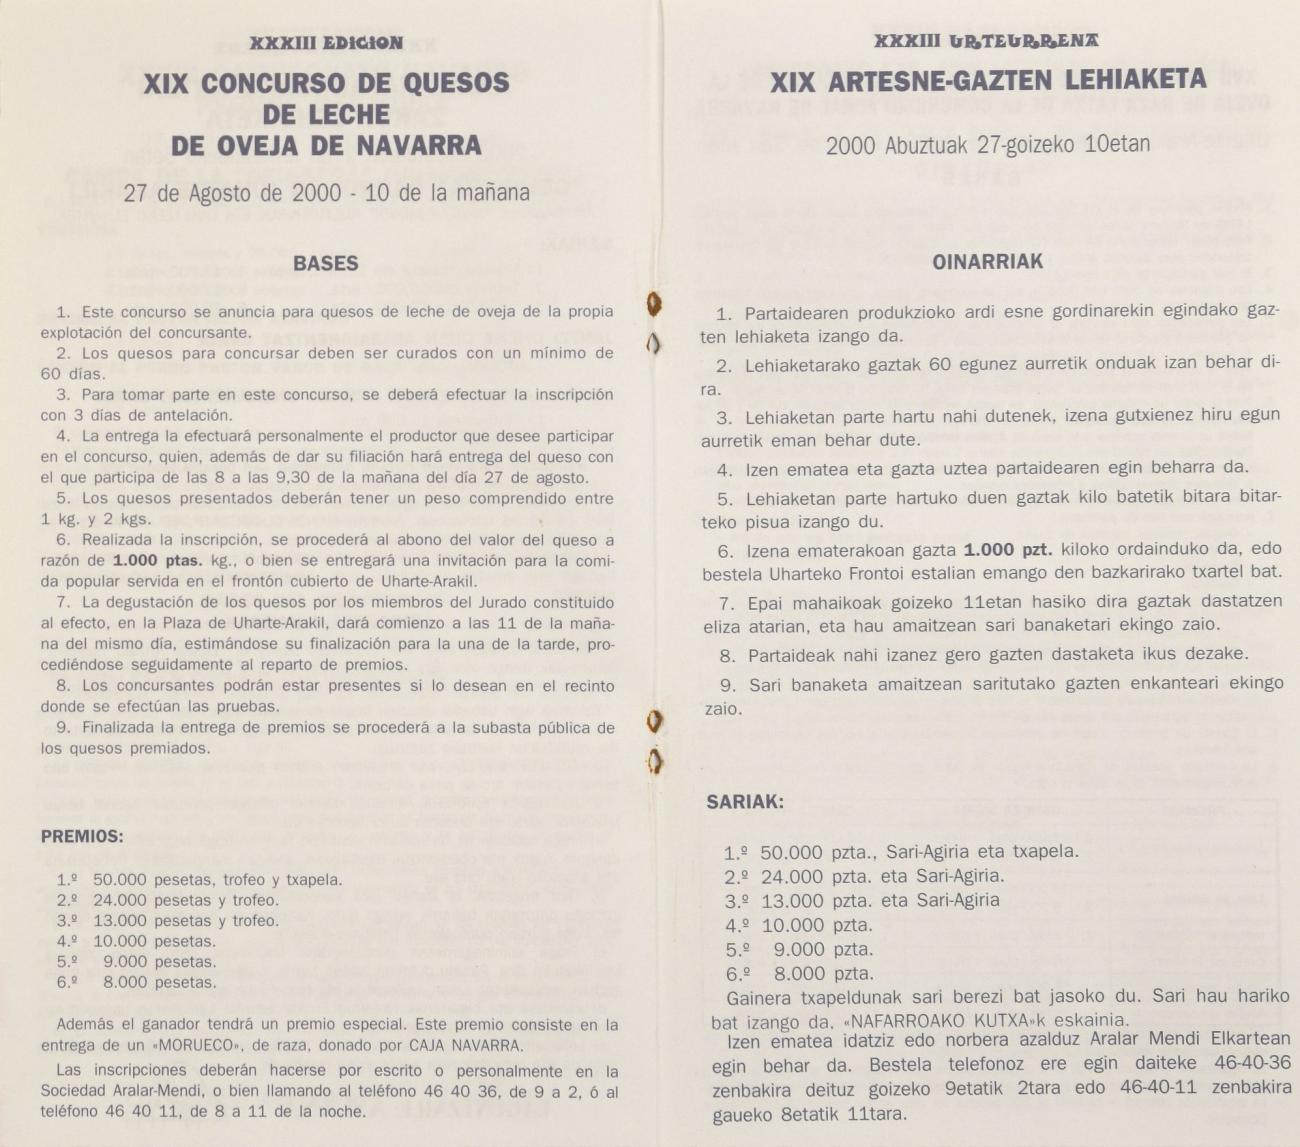 XXXIII EDICION
XIX CONCURSO DE QUESOS
DE LECHE
DE OVEJA DE NAVARRA
27 de Agosto de 2000 - 10 de la mañana
BASES
1. Este concurso se anuncia para quesos de leche de oveja de la propia
explotación del concursante.
2. Los quesos para concursar deben ser curados con un mínimo de
60 días.
3. Para tomar parte en este concurso, se deberá efectuar la inscripción
con 3 días de antelación.
4. La entrega la efectuará personalmente el productor que desee participar
en el concurso, quien, además de dar su filiación hará entrega del queso con
el que participa de las 8 a las 9,30 de la mañana del día 27 de agosto.
5. Los quesos presentados deberán tener un peso comprendido entre
1 kg. y 2 kgs.
6. Realizada la inscripción, se procederá al abono del valor del queso a
razón de 1.000 ptas. kg., o bien se entregará una invitación para la comi-
da popular servida en el frontón cubierto de Uharte-Arakil.
7. La degustación de los quesos por los miembros del Jurado constituido
al efecto, en la Plaza de Uharte-Arakil, dará comienzo a las 11 de la maña-
na del mismo día, estimándose su finalización para la una de la tarde, pro-
cediéndose seguidamente al reparto de premios.
8. Los concursantes podrán estar presentes si lo desean en el recinto
donde se efectúan las pruebas.
9. Finalizada la entrega de premios se procederá a la subasta pública de
los quesos premiados.
PREMIOS:
1.º 50.000 pesetas, trofeo y txapela.
2.º 24.000 pesetas y trofeo.
3.º 13.000 pesetas y trofeo.
4.º 10.000 pesetas.
5.º 9.000 pesetas.
6.º 8.000 pesetas.
Además el ganador tendrá un premio especial. Este premio consiste en la
entrega de un «MORUECO», de raza, donado por CAJA NAVARRA.
Las inscripciones deberán hacerse por escrito o personalmente en la
Sociedad Aralar-Mendi, o bien llamando al teléfono 46 40 36, de 9 a 2, ó al
teléfono 46 40 11, de 8 a 11 de la noche.
XXXIII URTEURRENA
XIX ARTESNE-GAZTEN LEHIAKETA
2000 Abuztuak 27-goizeko 10etan
OINARRIAK
1. Partaidearen produkzioko ardi esne gordinarekin egindako gaz-
ten lehiaketa izango da.
2. Lehiaketarako gaztak 60 egunez aurretik onduak izan behar di-
ra.
3. Lehiaketan parte hartu nahi dutenek, izena gutxienez hiru egun
aurretik eman behar dute.
4. Izen ematea eta gazta uztea partaidearen egin beharra da.
5. Lehiaketan parte hartuko duen gaztak kilo batetik bitara bitar-
teko pisua izango du.
6. Izena ematerakoan gazta 1.000 pzt. kiloko ordainduko da, edo
bestela Uharteko Frontoi estalian emango den bazkarirako txartel bat.
7. Epai mahaikoak goizeko 11etan hasiko dira gaztak dastatzen
eliza atarian, eta hau amaitzean sari banaketari ekingo zaio.
8. Partaideak nahi izanez gero gazten dastaketa ikus dezake.
9. Sari banaketa amaitzean saritutako gazten enkanteari ekingo
zaio.
SARIAK:
1.º 50.000 pzta., Sari-Agiria eta txapela.
2.º 24.000 pzta. eta Sari-Agiria.
3.º 13.000 pzta. eta Sari-Agiria
4.º 10.000 pzta.
5.º 9.000 pzta.
6.º 8.000 pzta.
Gainera txapeldunak sari berezi bat jasoko du. Sari hau hariko
bat izango da, «NAFARROAKO KUTXA»k eskainia.
Izen ematea idatziz edo norbera azalduz Aralar Mendi Elkartean
egin behar da. Bestela telefonoz ere egin daiteke 46-40-36
zenbakira deituz goizeko 9etatik 2tara edo 46-40-11 zenbakira
gaueko 8etatik 11tara.